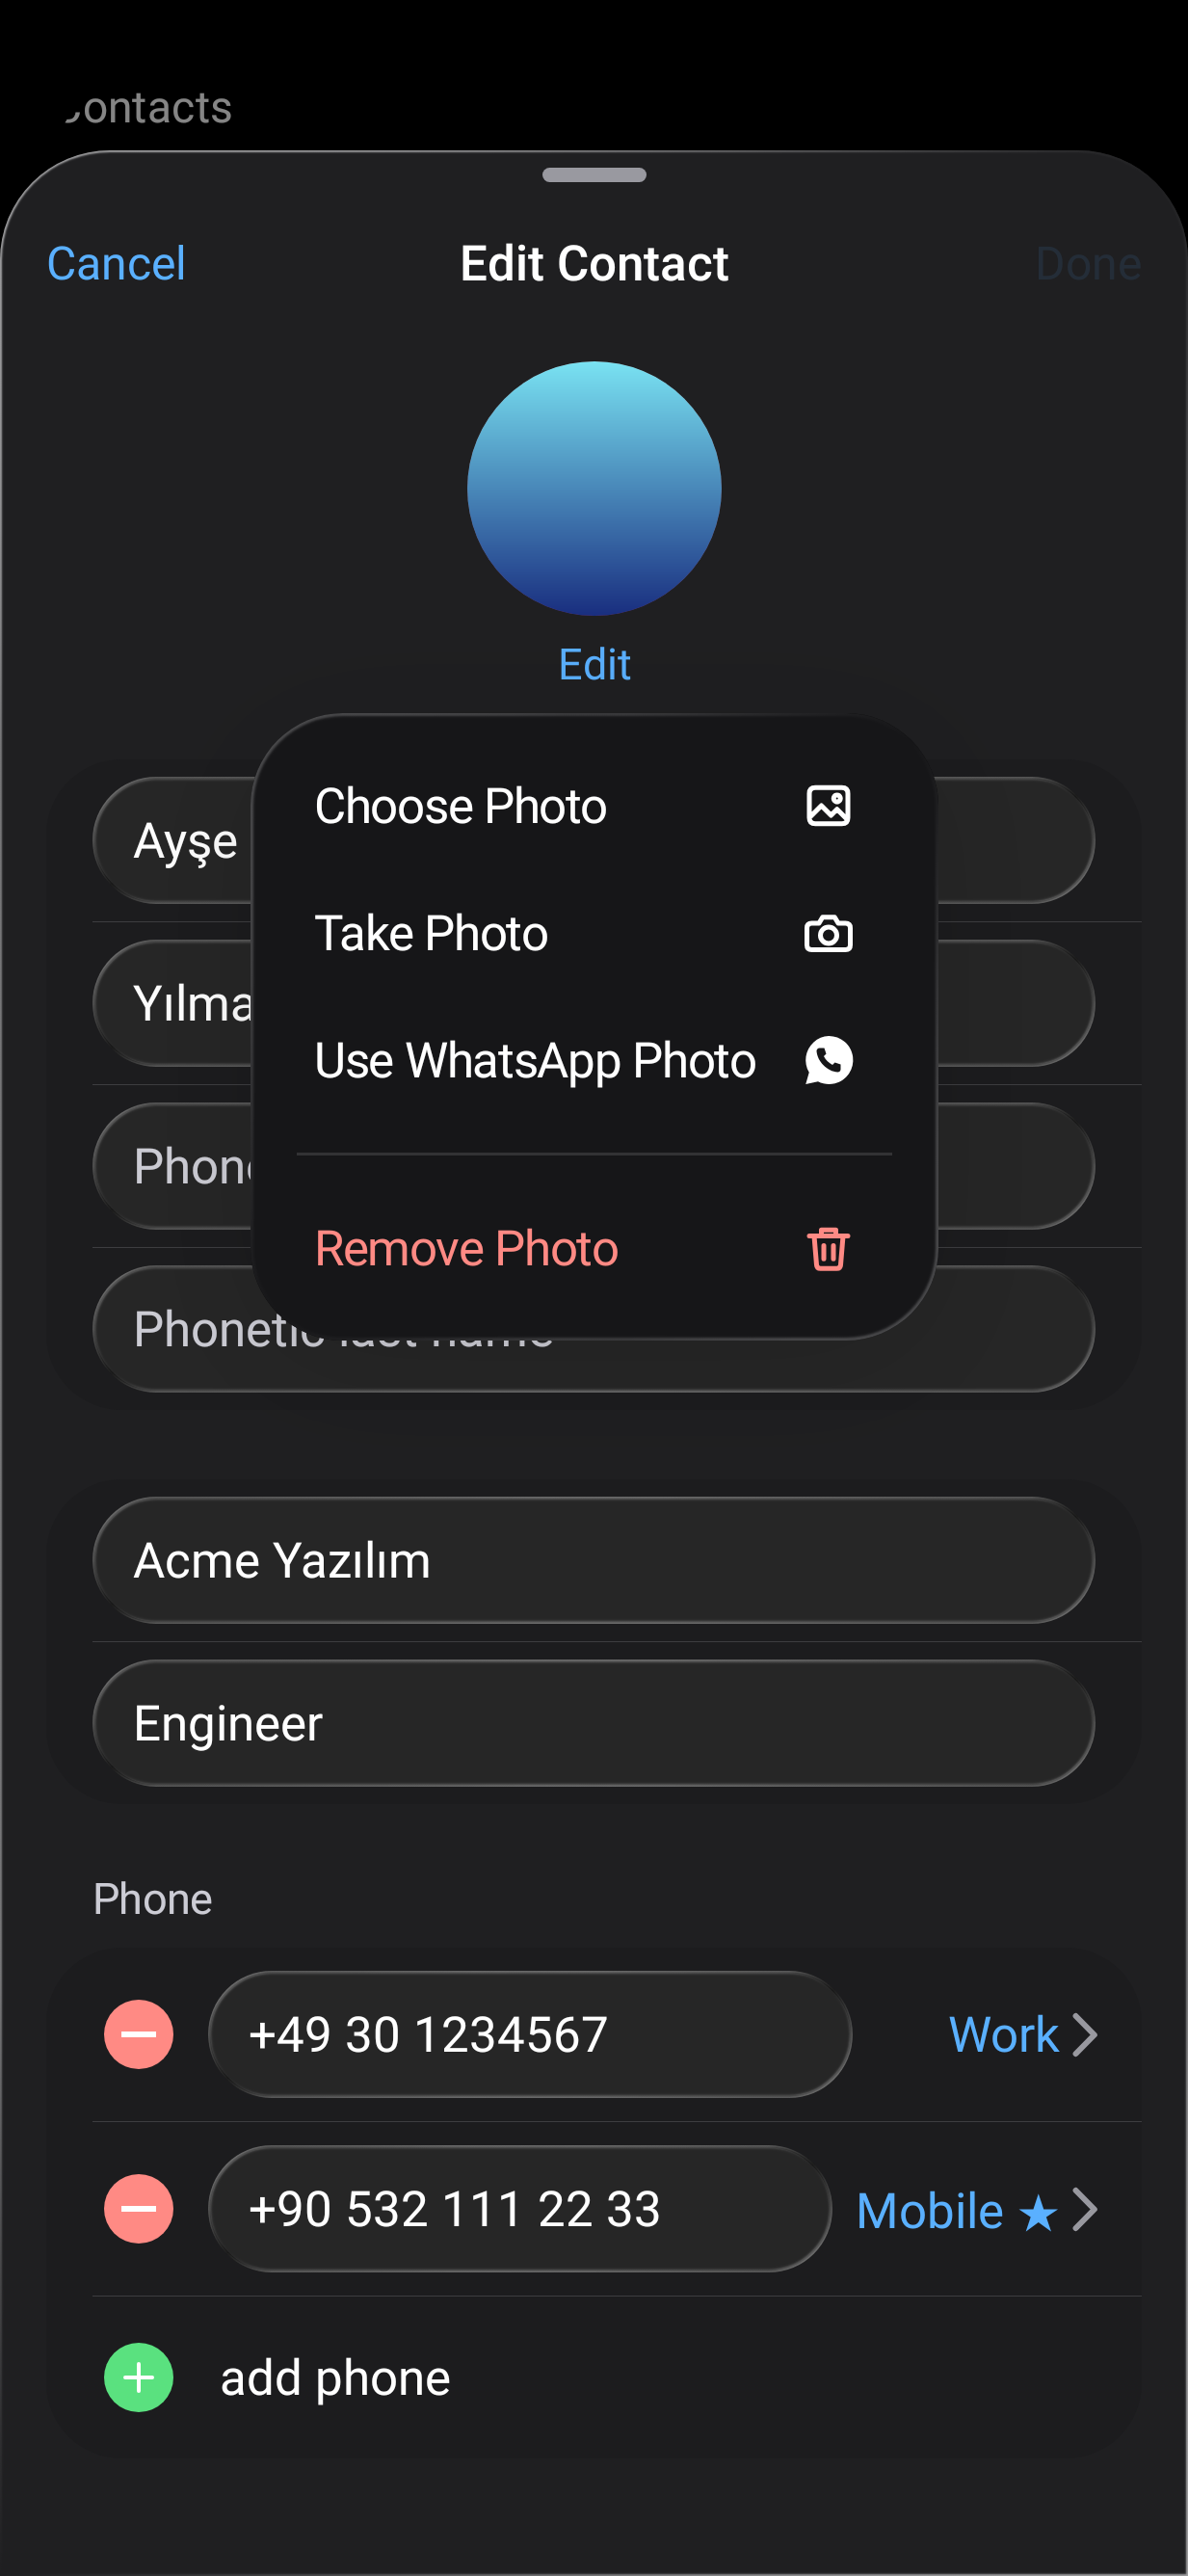 Cancel
Edit Contact
Done
Edit
Choose Photo
Take Photo
Use WhatsApp Photo
Remove Photo
Ayşe
Acme Yazılım
Engineer
Phone
+49 30 1234567
Work
+90 532 111 22 33
Mobile ★
add phone